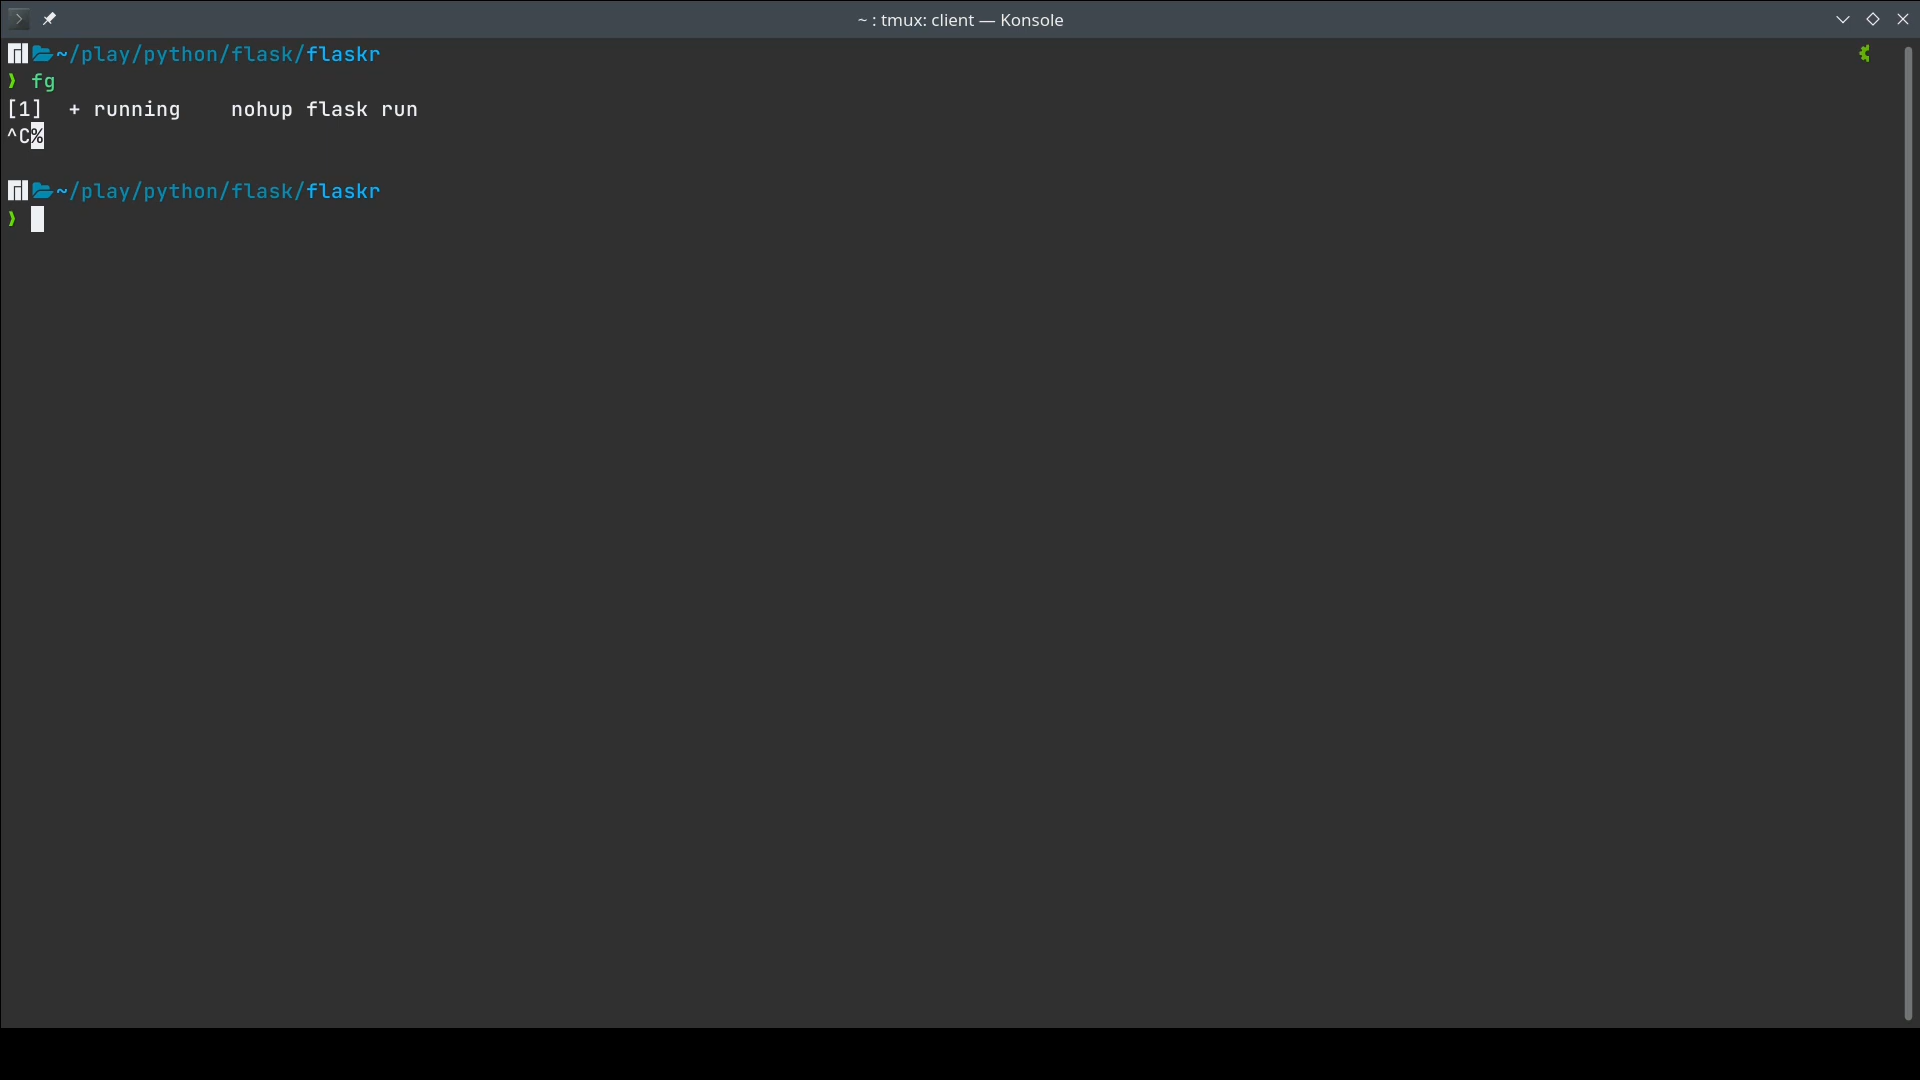 ~ : tmux: client — Konsole
~/play/python/flask/flaskr
❯ fg
[1]  + running    nohup flask run
^C%
~/play/python/flask/flaskr
❯